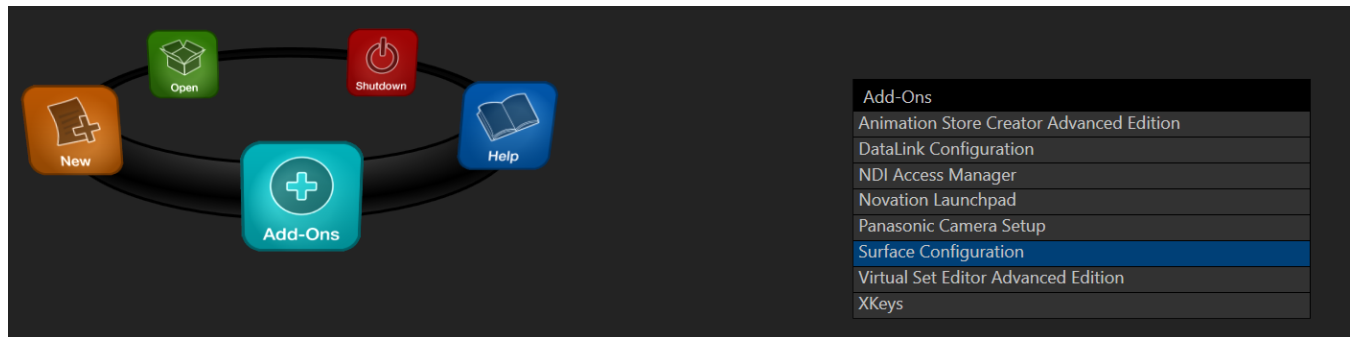 Open
Shutdown
New
Help
Add-Ons
Add-Ons
Animation Store Creator Advanced Edition
DataLink Configuration
NDI Access Manager
Novation Launchpad
Panasonic Camera Setup
Surface Configuration
Virtual Set Editor Advanced Edition
XKeys